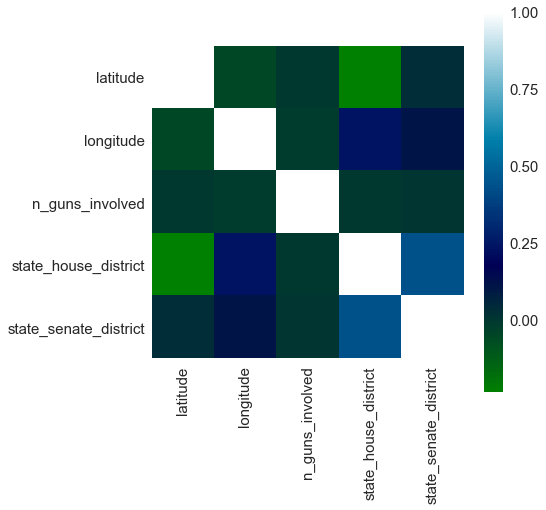 latitude
longitude
n_guns_involved
state_house_district
state_senate_district
latitude
longitude
n_guns_involved
state_house_district
state_senate_district
1.00
0.75
0.50
0.25
0.00